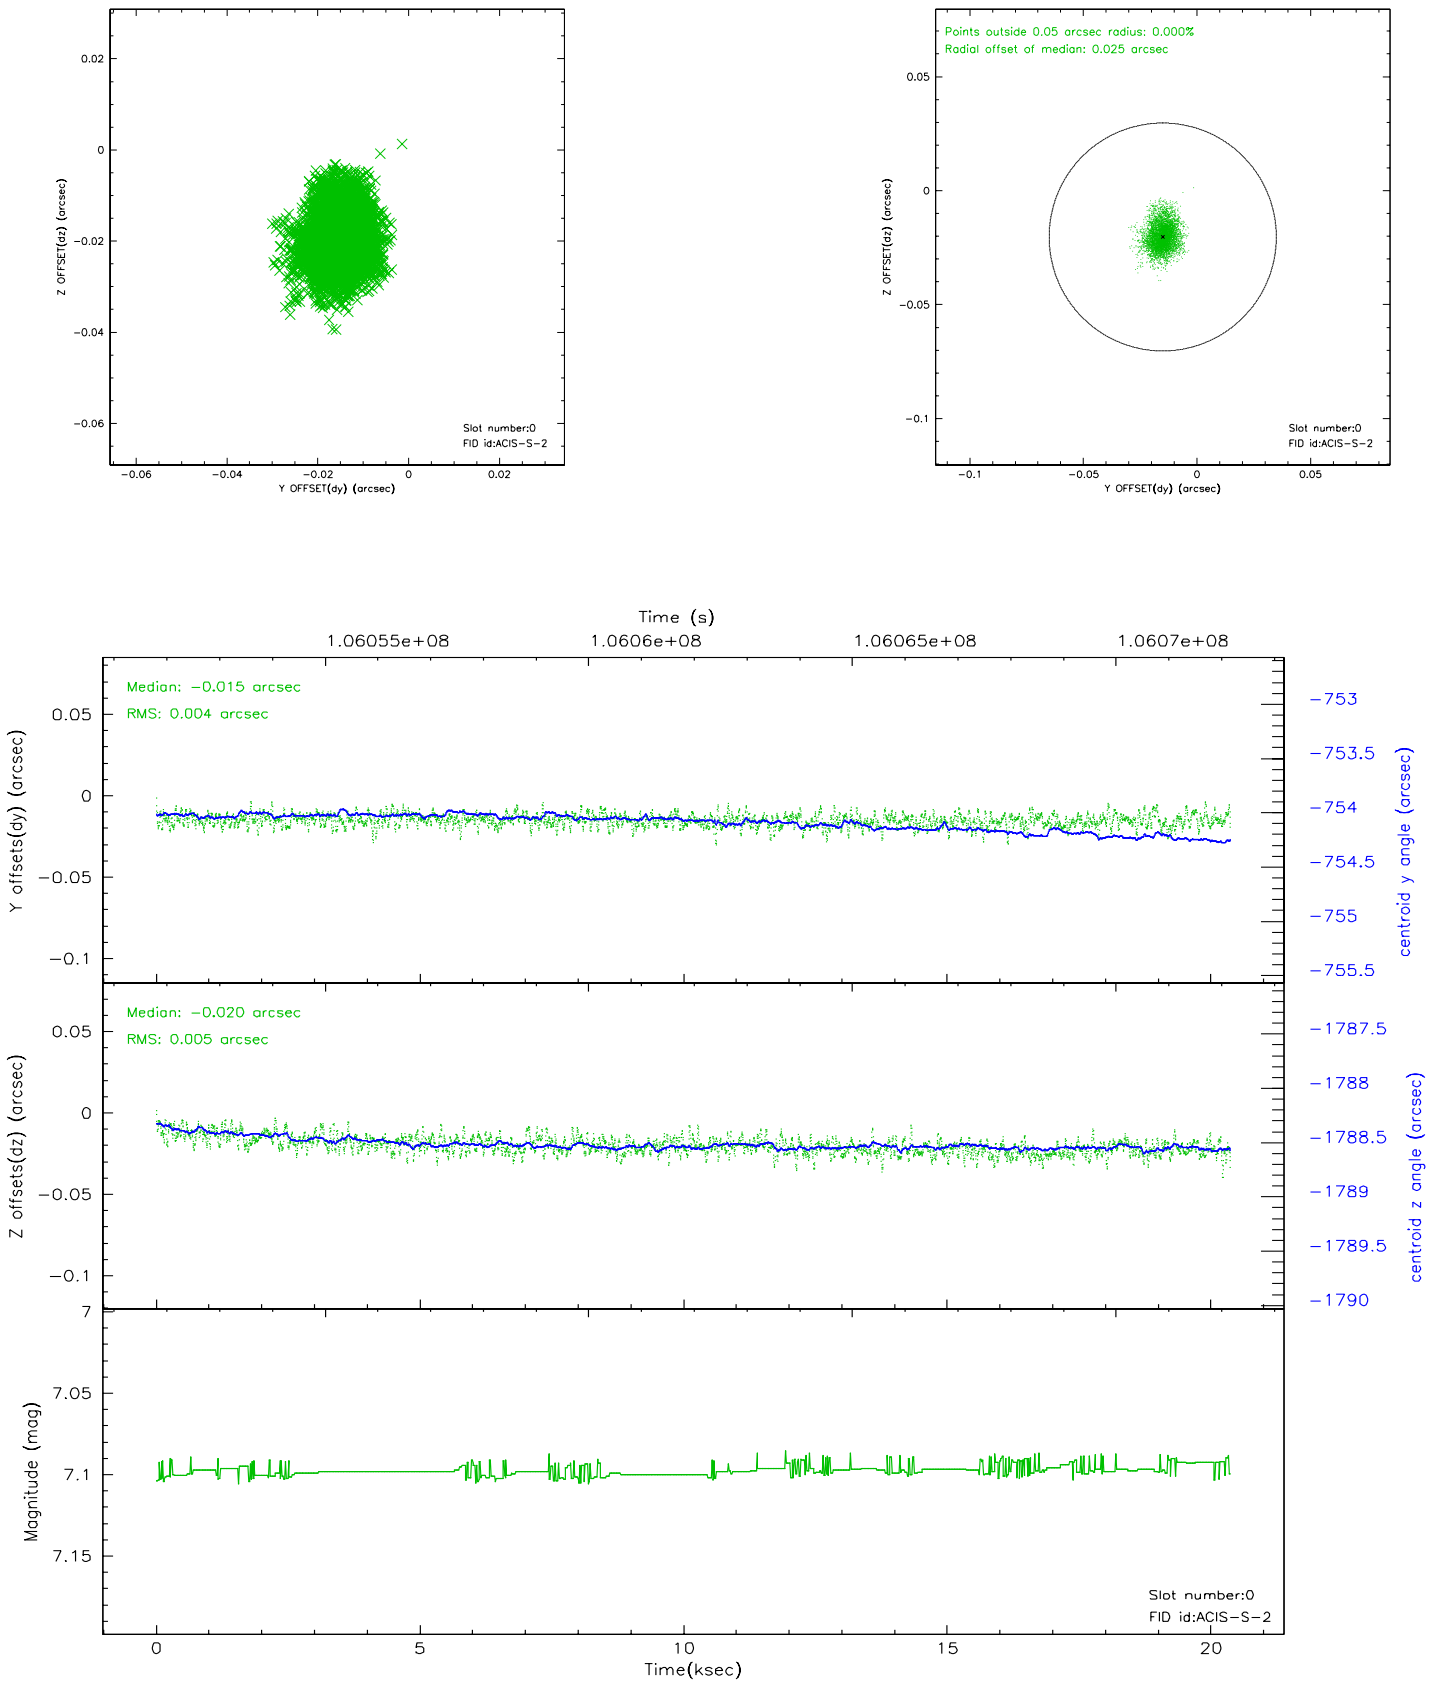 0.02
0
−0.02
−0.04
−0.06
Z OFFSET(dz) (arcsec)
Slot number:0
FID id:ACIS−S−2
−0.06
−0.04
−0.02
0
0.02
Y OFFSET(dy) (arcsec)
Points outside 0.05 arcsec radius: 0.000%
Radial offset of median: 0.025 arcsec
0.05
0
−0.05
−0.1
Z OFFSET(dz) (arcsec)
Slot number:0
FID id:ACIS−S−2
−0.1
−0.05
0
0.05
Y OFFSET(dy) (arcsec)
Time (s)
1.06055e+08
1.0606e+08
1.06065e+08
1.0607e+08
Median: −0.015 arcsec
RMS: 0.004 arcsec
0.05
0
−0.05
−0.1
Y offsets(dy) (arcsec)
−753
−753.5
−754
−754.5
−755
−755.5
centroid y angle (arcsec)
Median: −0.020 arcsec
RMS: 0.005 arcsec
0.05
0
−0.05
−0.1
Z offsets(dz) (arcsec)
−1787.5
−1788
−1788.5
−1789
−1789.5
−1790
centroid z angle (arcsec)
7
7.05
7.1
7.15
Magnitude (mag)
Slot number:0
FID id:ACIS−S−2
0
5
10
15
20
Time(ksec)